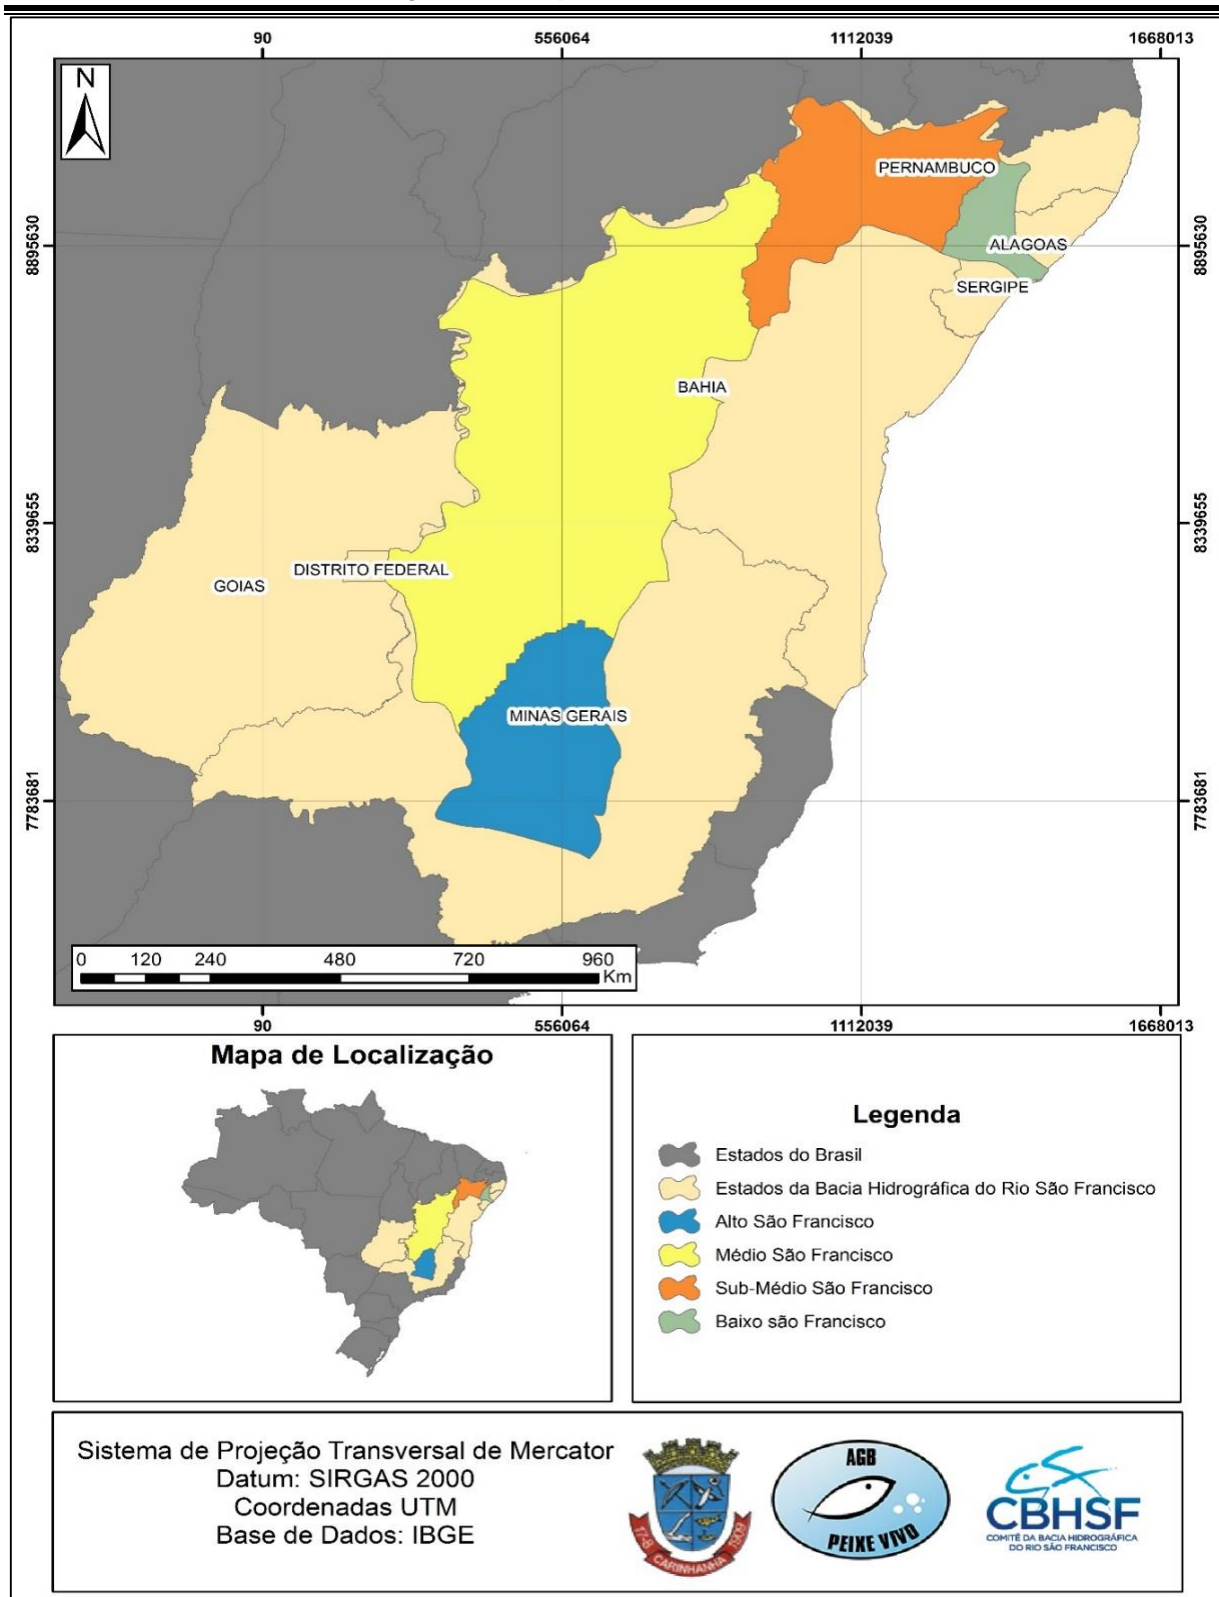 90 556064 1112039 1668013
N
PERNAMBUCO
8895630 8895630
ALAGOAS
SERGIPE
BAHIA
8339655 8339655
DISTRITO FEDERAL
GOIAS
MINAS GERAIS
7783681 7783681
0 120 240 480 720 960
Km
90 556064 1112039 1668013
Mapa de Localização
Legenda
Estados do Brasil
Estados da Bacia Hidrográfica do Rio São Francisco
Alto São Francisco
Médio São Francisco
Sub-Médio São Francisco
Baixo são Francisco
Sistema de Projeção Transversal de Mercator
Datum: SIRGAS 2000
Coordenadas UTM
Base de Dados: IBGE
CARINHANHA 1909
AGB
PEIXE VIVO
CBHSF
COMITÊ DA BACIA HIDROGRÁFICA
DO RIO SÃO FRANCISCO